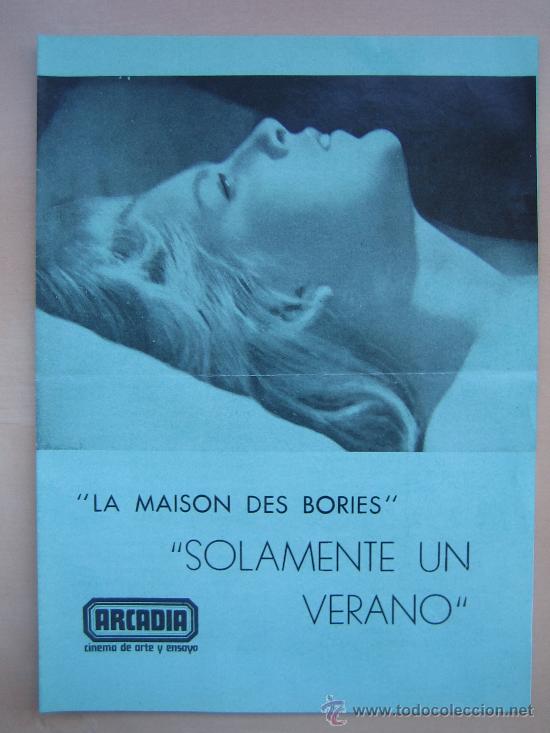 "LA MAISON DES BORIES"
"SOLAMENTE UN
VERANO"
ARCADIA
cinema de arte y ensayo
www.todocoleccion.net